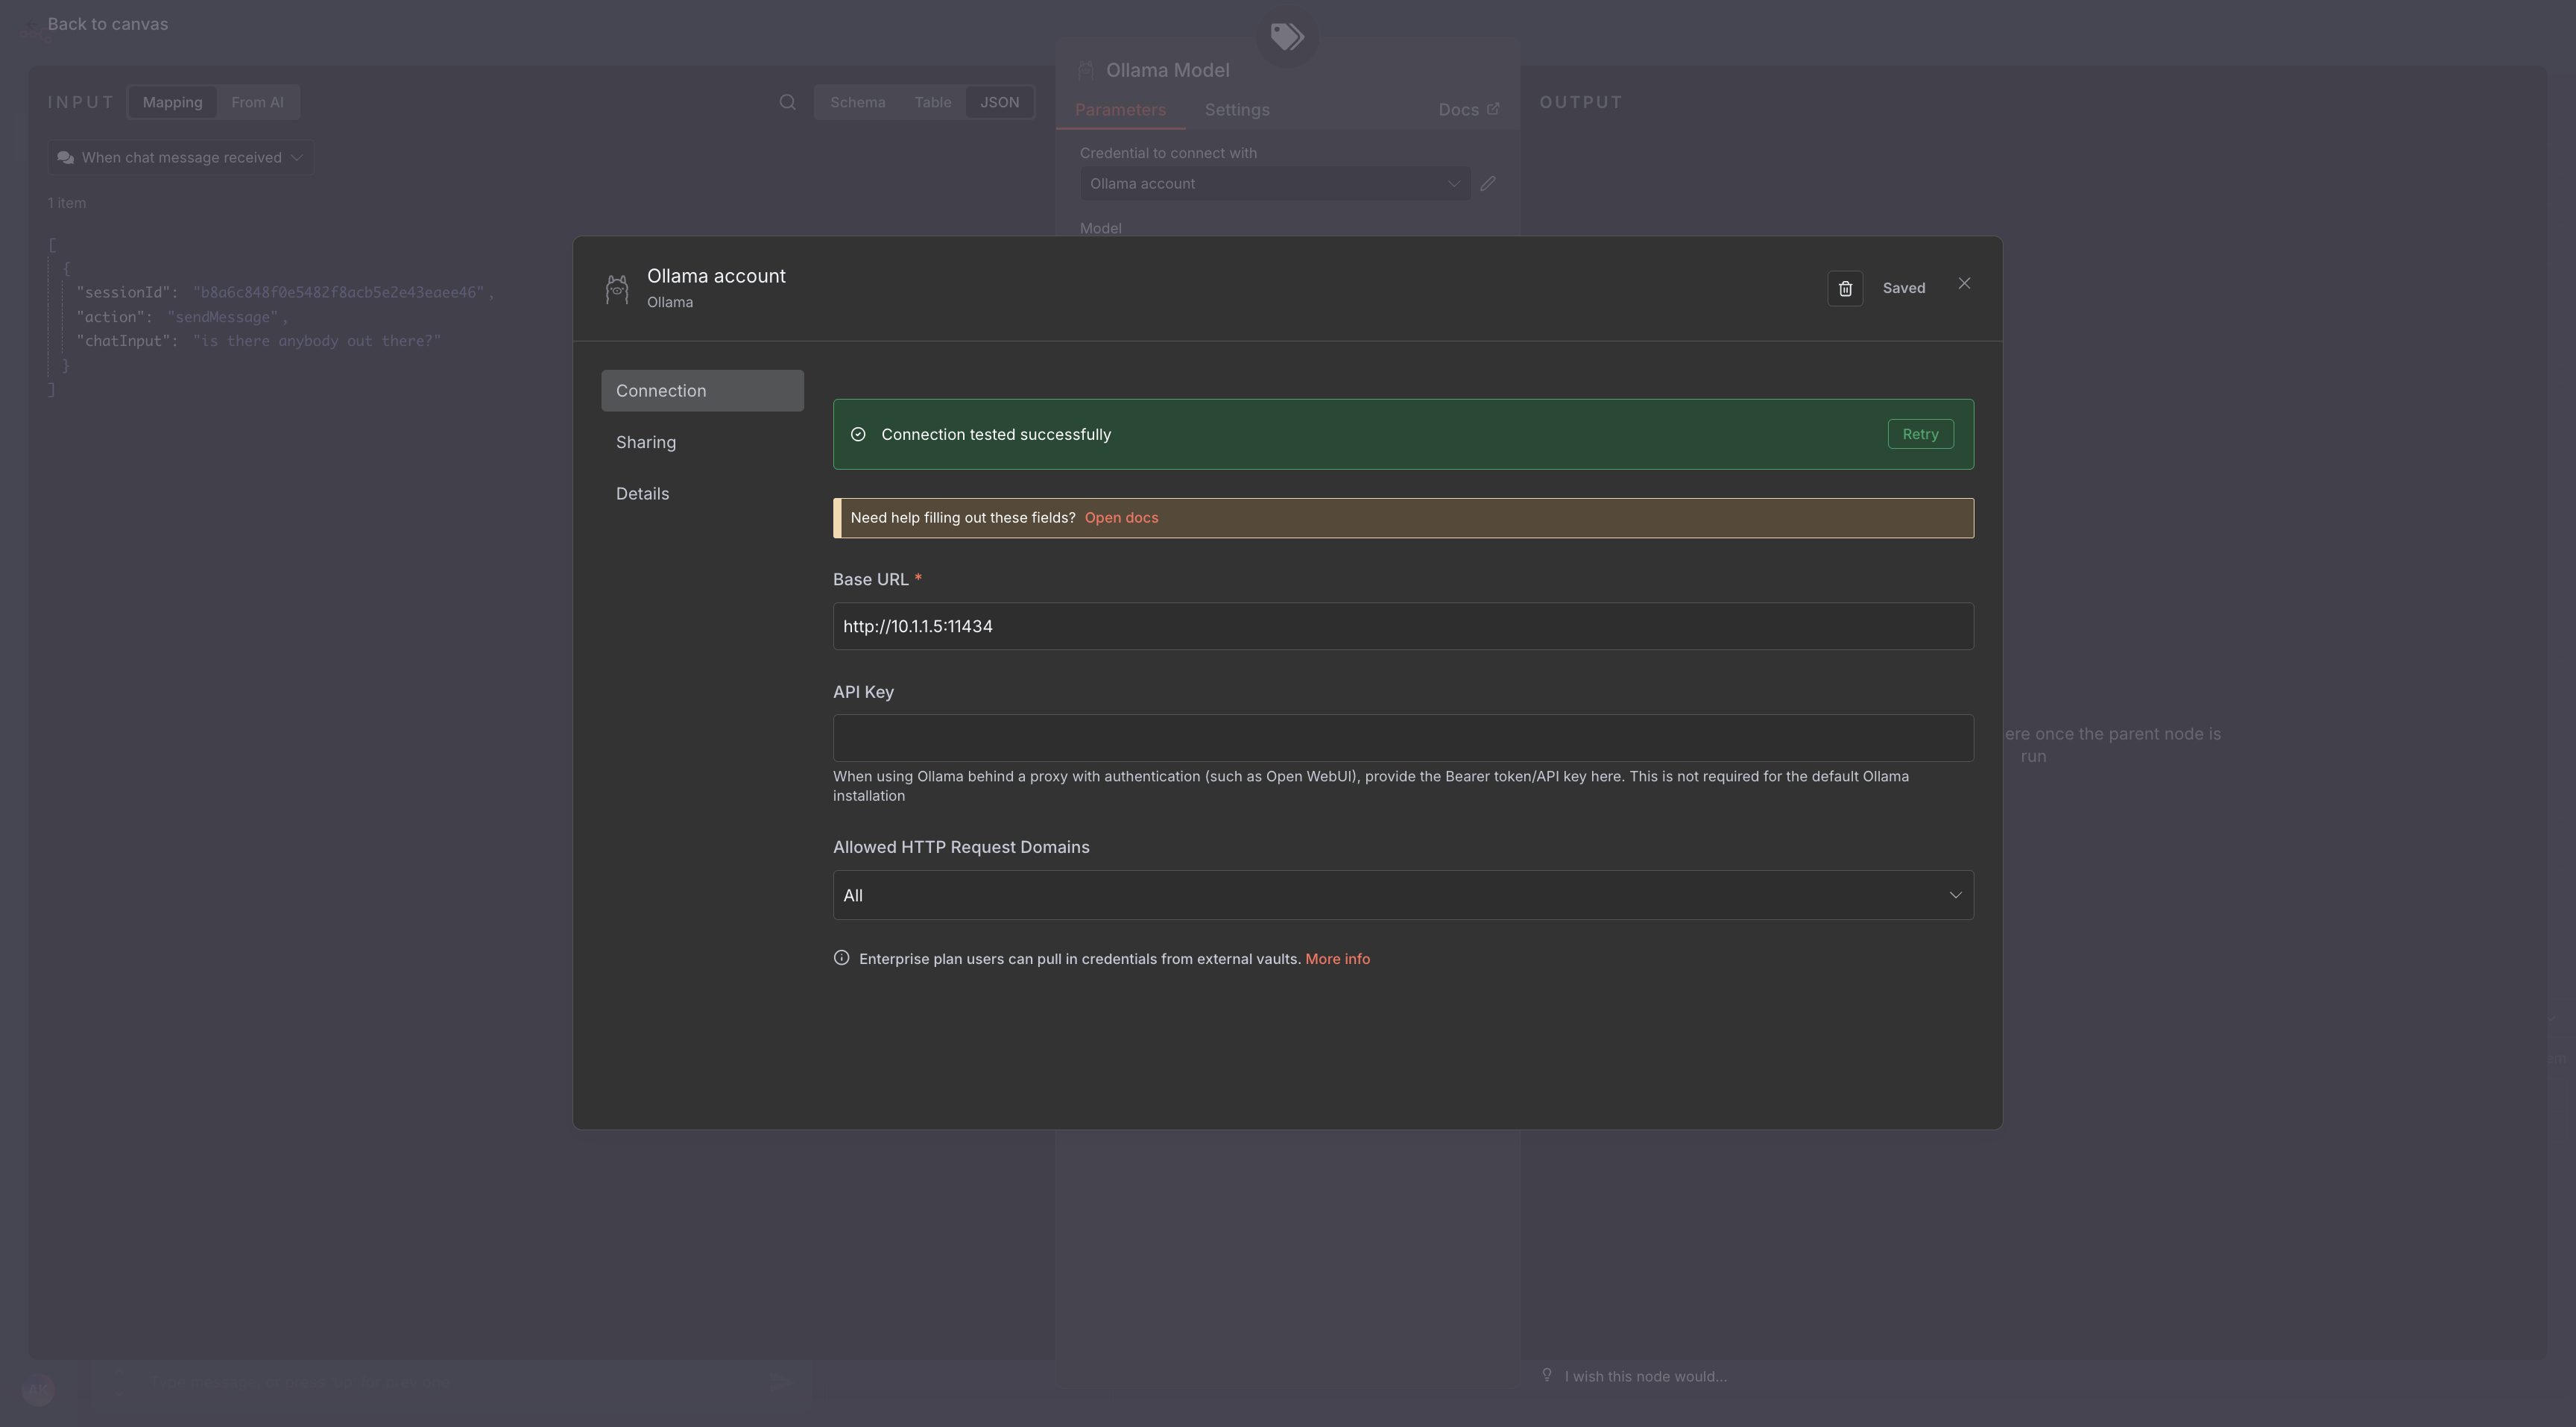 Back to canvas
INPUT
Mapping
From AI
Schema
Table
JSON
When chat message received
1 item
[
{
"sessionId": "b8a6c848f0e5482f8acb5e2e43eaee46",
"action": "sendMessage",
"chatInput": "is there anybody out there?"
}
]
Ollama Model
Parameters
Settings
Docs
Credential to connect with
Ollama account
Model
OUTPUT
Ollama account
Ollama
Saved
Connection
Sharing
Details
Connection tested successfully
Retry
Need help filling out these fields? Open docs
Base URL *
http://10.1.1.5:11434
API Key
When using Ollama behind a proxy with authentication (such as Open WebUI), provide the Bearer token/API key here. This is not required for the default Ollama
installation
Allowed HTTP Request Domains
All
Enterprise plan users can pull in credentials from external vaults. More info
ere once the parent node is
run
I wish this node would...
AK